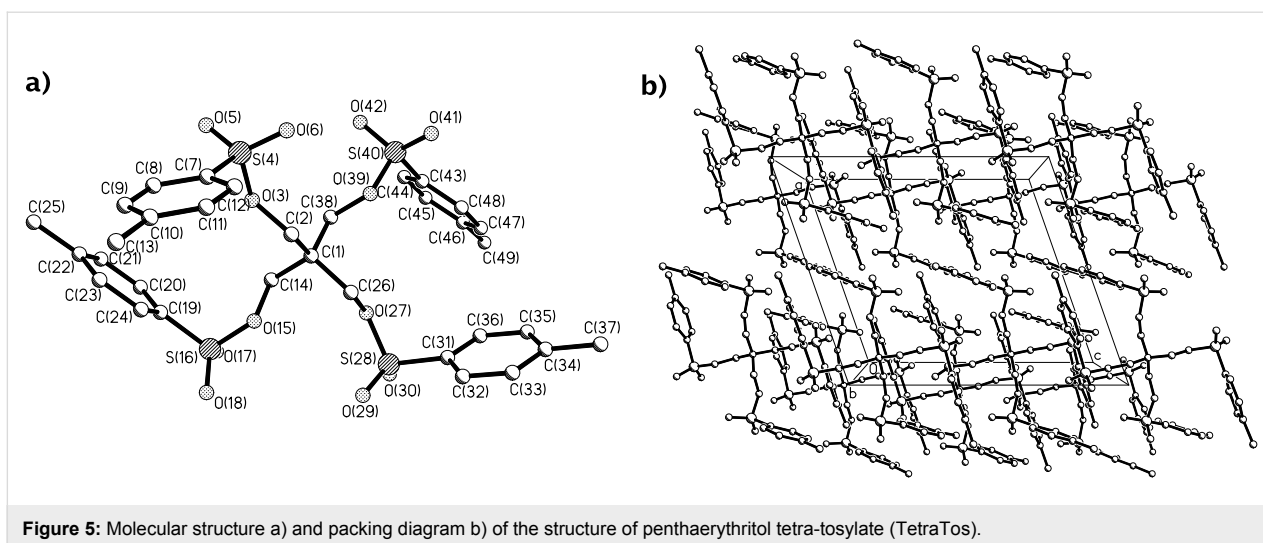 a)
b)
O(42)
O(41)
O(5)
O(6)
S(4)
S(40)
C(8)
C(7)
C(43)
O(39)
C(44)
C(9)
O(3)
C(48)
C(12)
C(38)
C(45)
C(47)
C(25)
C(11)
C(2)
C(46)
C(10)
C(13)
C(1)
C(49)
C(21)
C(22)
C(20)
C(14)
C(26)
C(23)
C(19)
O(27)
C(36)
C(35)
C(24)
O(15)
C(37)
C(31)
S(28)
S(16)
O(17)
C(34)
O(30)
C(32)
C(33)
O(18)
O(29)
a
c
0
b
Figure 5: Molecular structure a) and packing diagram b) of the structure of penthaerythritol tetra-tosylate (TetraTos).